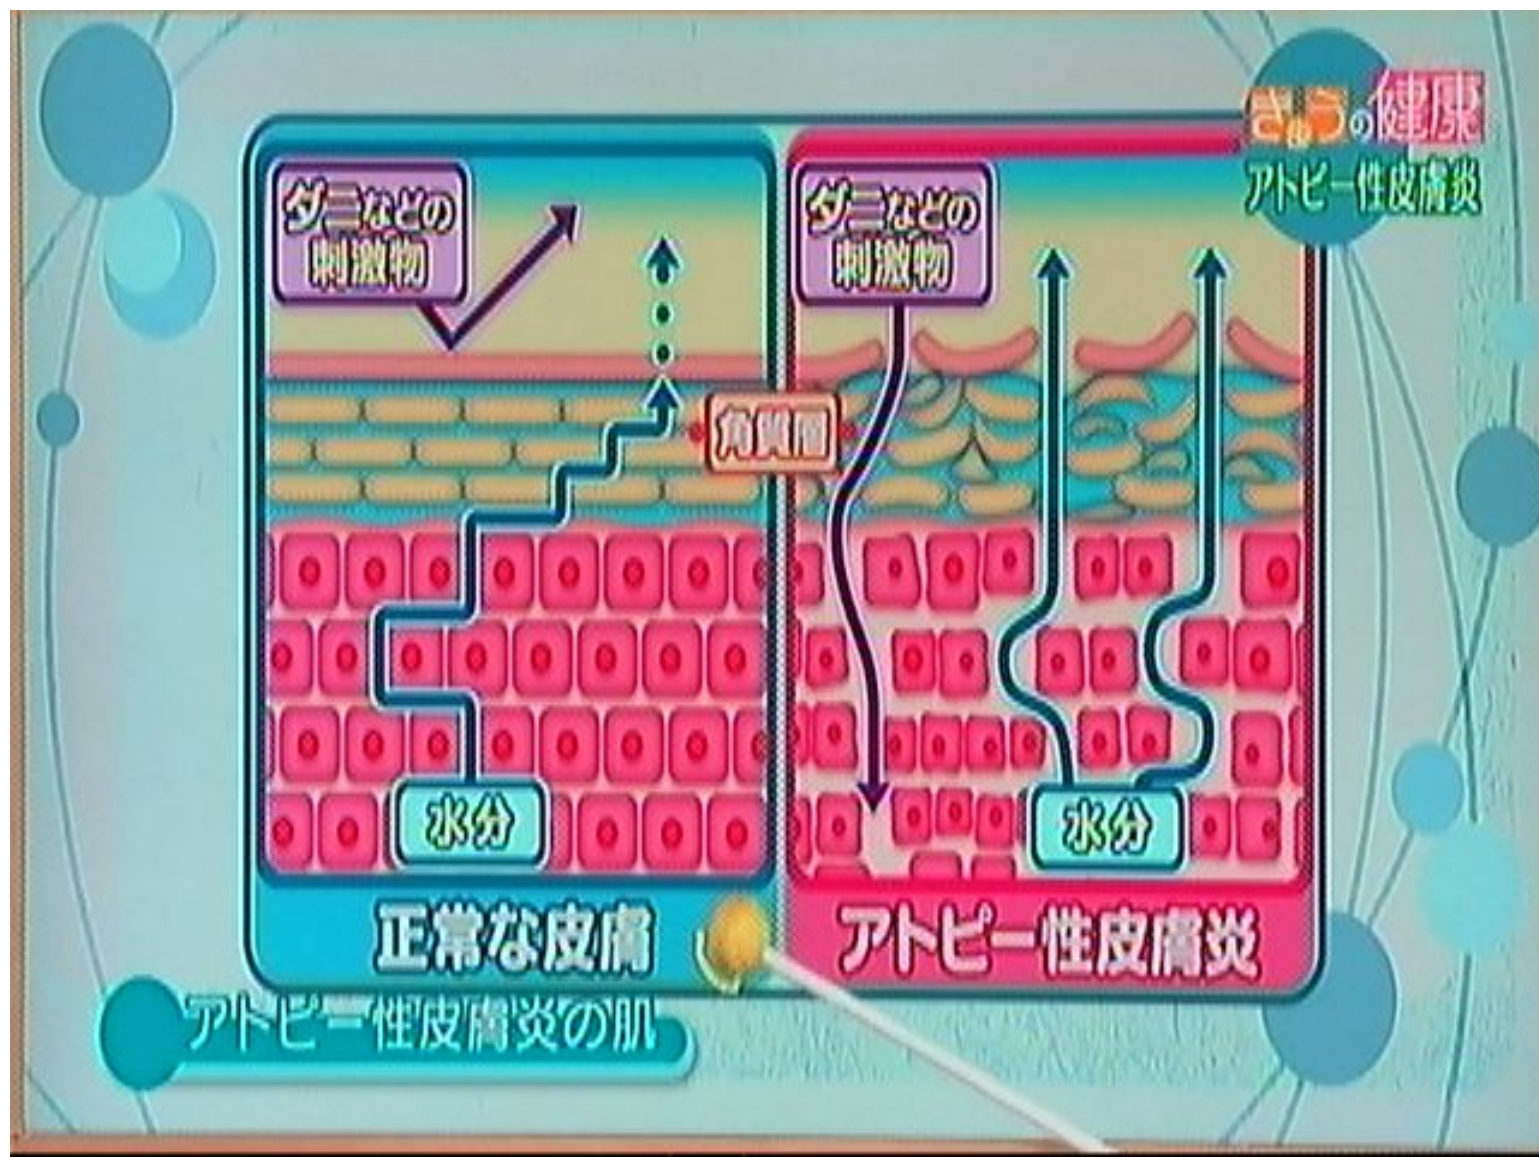 きょうの健康
アトピー性皮膚炎
ダニなどの
刺激物
ダニなどの
刺激物
角質層
水分
水分
正常な皮膚
アトピー性皮膚炎
アトピー性皮膚炎の肌